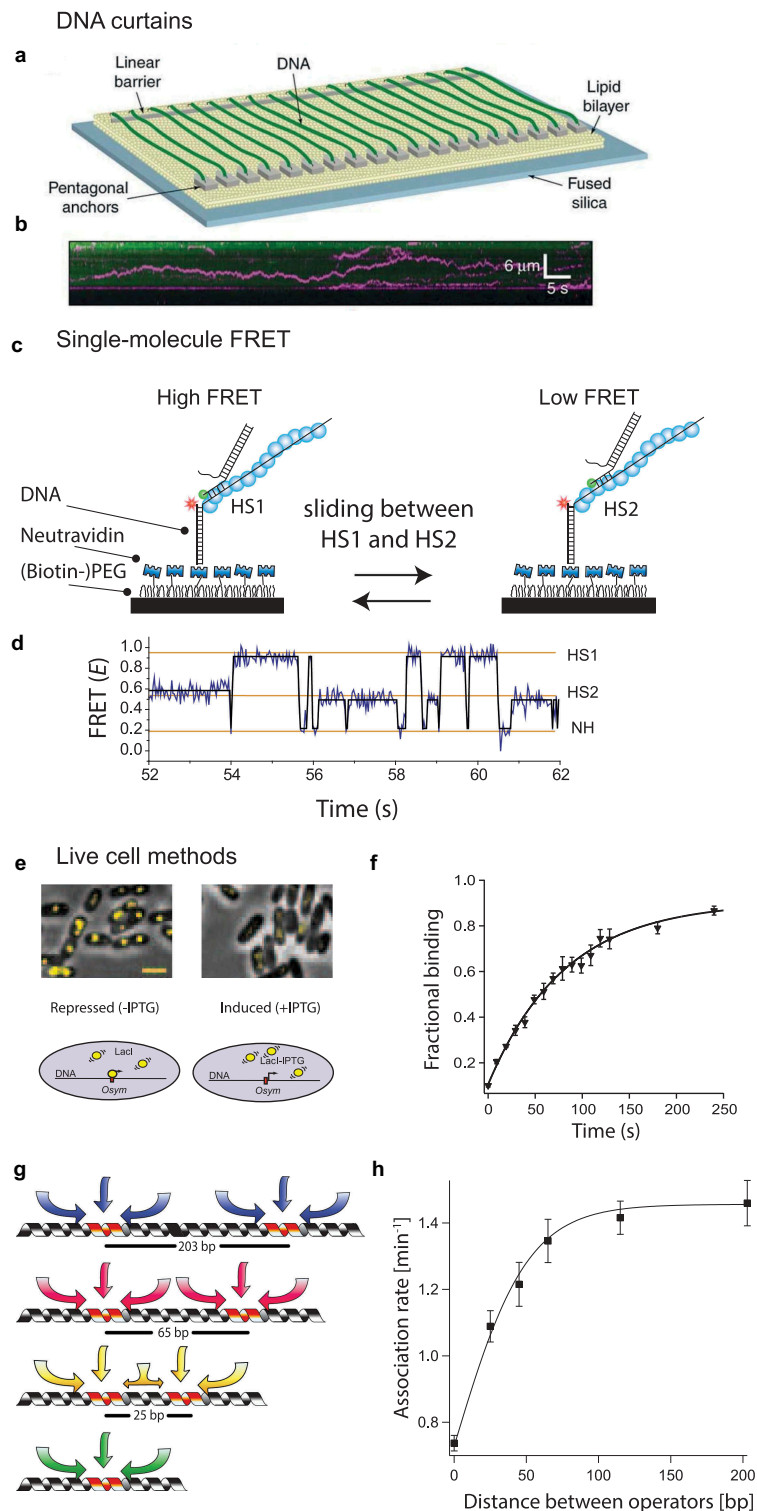 DNA curtains
a
Linear
barrier
DNA
Lipid
bilayer
Pentagonal
anchors
Fused
silica
b
6 μm
5 s
c
Single-molecule FRET
High FRET
Low FRET
DNA
HS1
HS2
Neutravidin
sliding between
HS1 and HS2
(Biotin-)PEG
d
FRET (E)
1.0
0.8
0.6
0.4
0.2
0.0
HS1
HS2
NH
52
54
56
58
60
62
Time (s)
e
Live cell methods
Repressed (-IPTG)
Induced (+IPTG)
LacI
DNA
Osym
LacI-IPTG
DNA
Osym
f
Fractional binding
1.0
0.8
0.6
0.4
0.2
0
50
100
150
200
250
Time (s)
g
203 bp
65 bp
25 bp
h
Association rate [min⁻¹]
1.4
1.2
1.0
0.8
0
50
100
150
200
Distance between operators [bp]